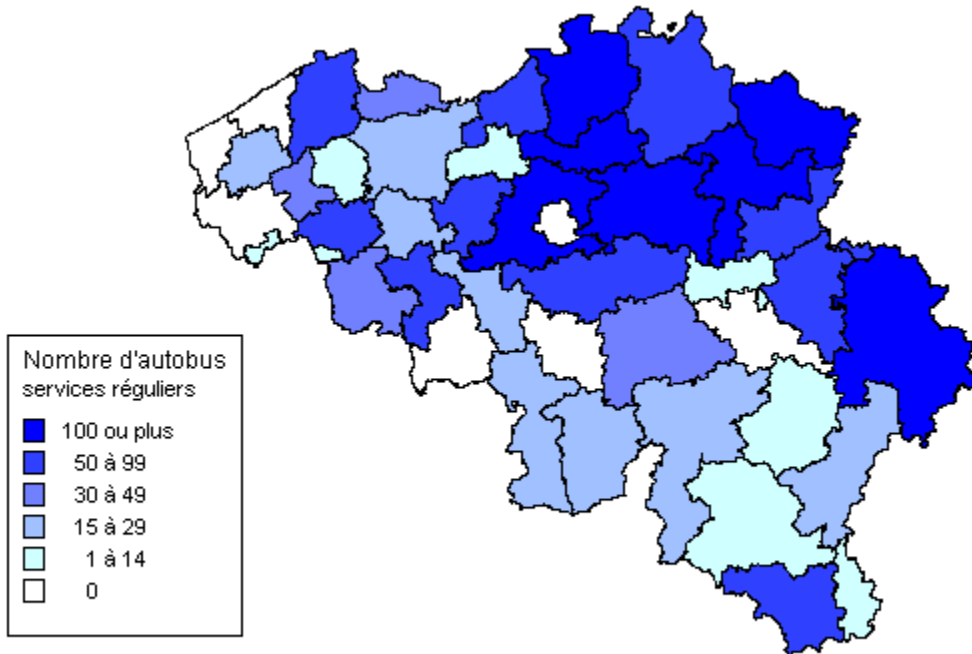 Nombre d'autobus
services réguliers
100 ou plus
50 à 99
30 à 49
15 à 29
1 à 14
0